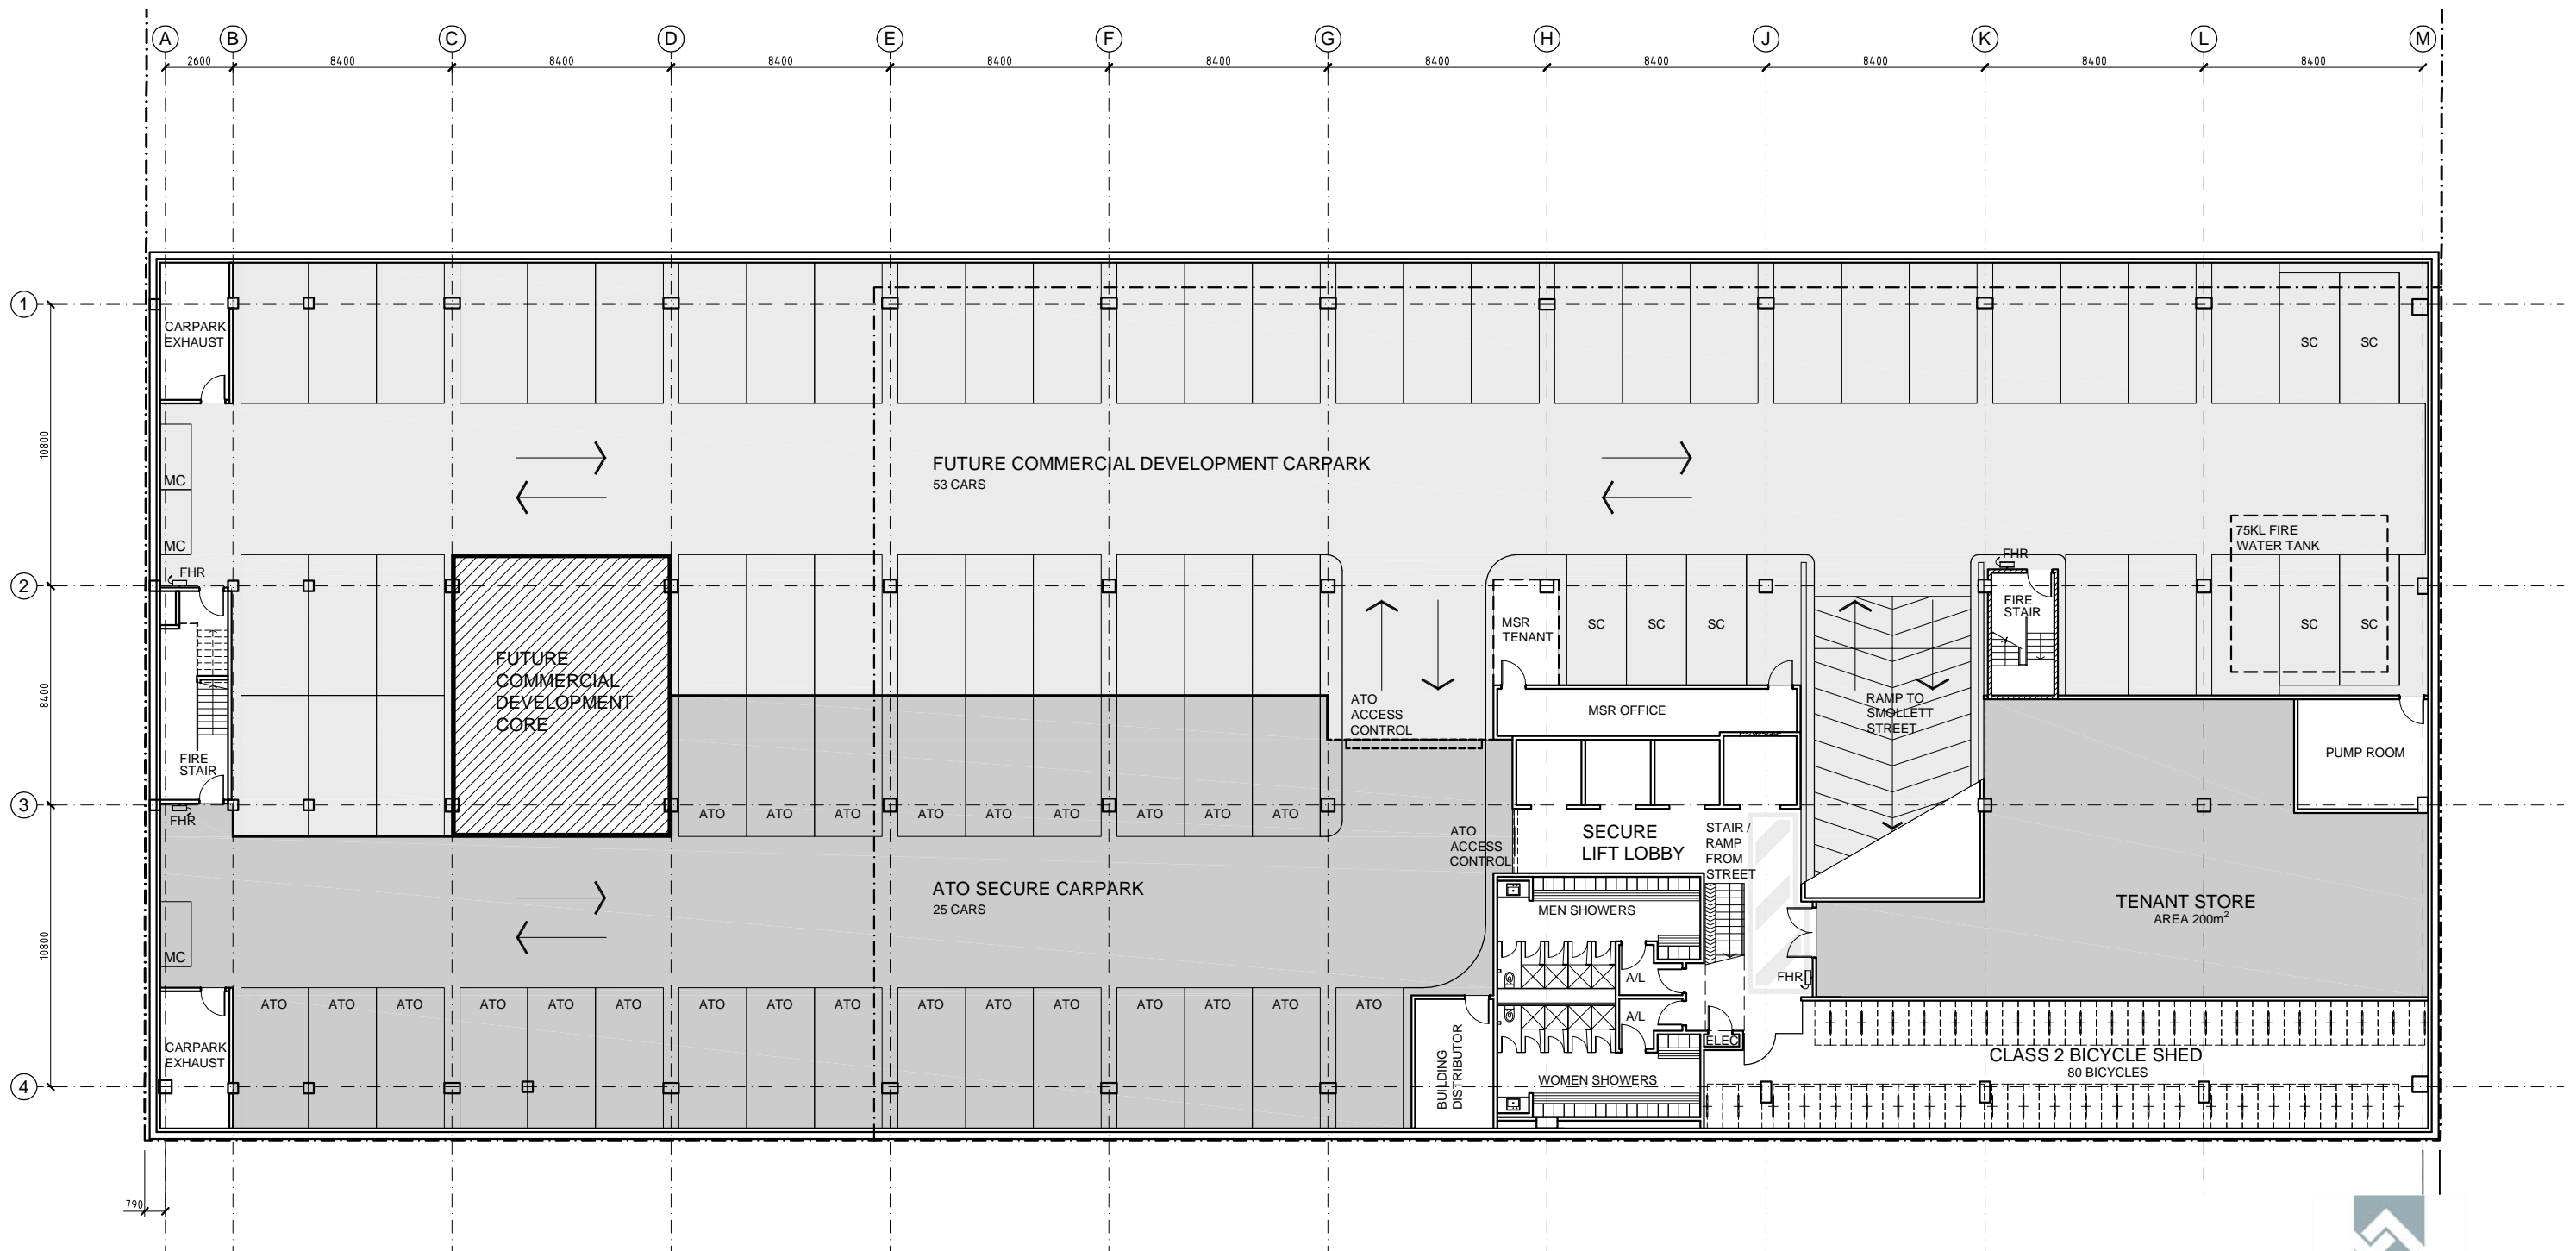 A B C D E F G H J K L M
2600 8400 8400 8400 8400 8400 8400 8400 8400 8400 8400
1
CARPARK
EXHAUST
SC SC
10800
FUTURE COMMERCIAL DEVELOPMENT CARPARK
53 CARS
MC
MC
FHR
75KL FIRE
WATER TANK
FHR
2
FIRE
STAIR
MSR
TENANT
SC SC SC
SC SC
FUTURE
COMMERCIAL
DEVELOPMENT
CORE
8400
ATO
ACCESS
CONTROL
MSR OFFICE
RAMP TO
SMOLLETT
STREET
FIRE
STAIR
PUMP ROOM
3
FHR
ATO ATO ATO ATO ATO ATO ATO ATO ATO
ATO
ACCESS
CONTROL
SECURE
LIFT LOBBY
STAIR /
RAMP
FROM
STREET
ATO SECURE CARPARK
25 CARS
TENANT STORE
AREA 200m²
MEN SHOWERS
10800
MC
FHR
A/L
ATO ATO ATO ATO ATO ATO ATO ATO ATO ATO ATO ATO ATO ATO ATO ATO
A/L
ELEC
CARPARK
EXHAUST
BUILDING
DISTRIBUTOR
CLASS 2 BICYCLE SHED
80 BICYCLES
WOMEN SHOWERS
4
790